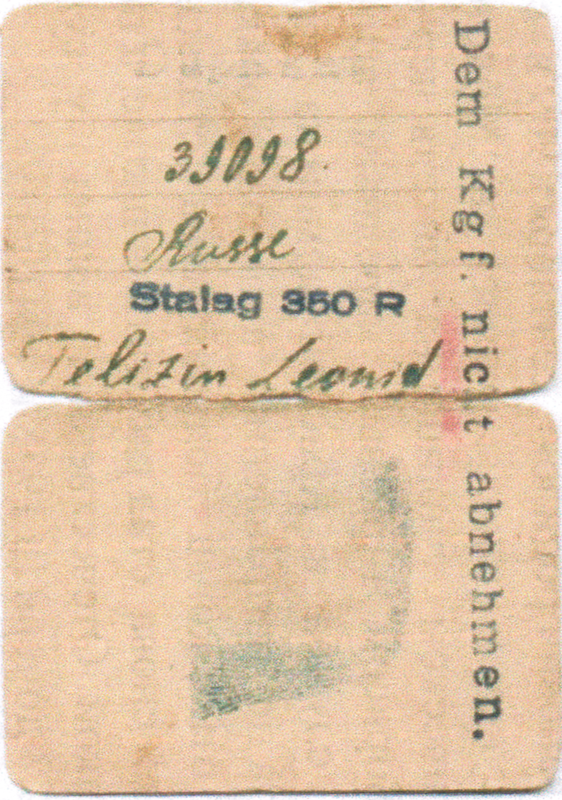 39098.
Russe
Stalag 350 R
Telizin Leonid
Dem Kgf. nicht abnehmen.